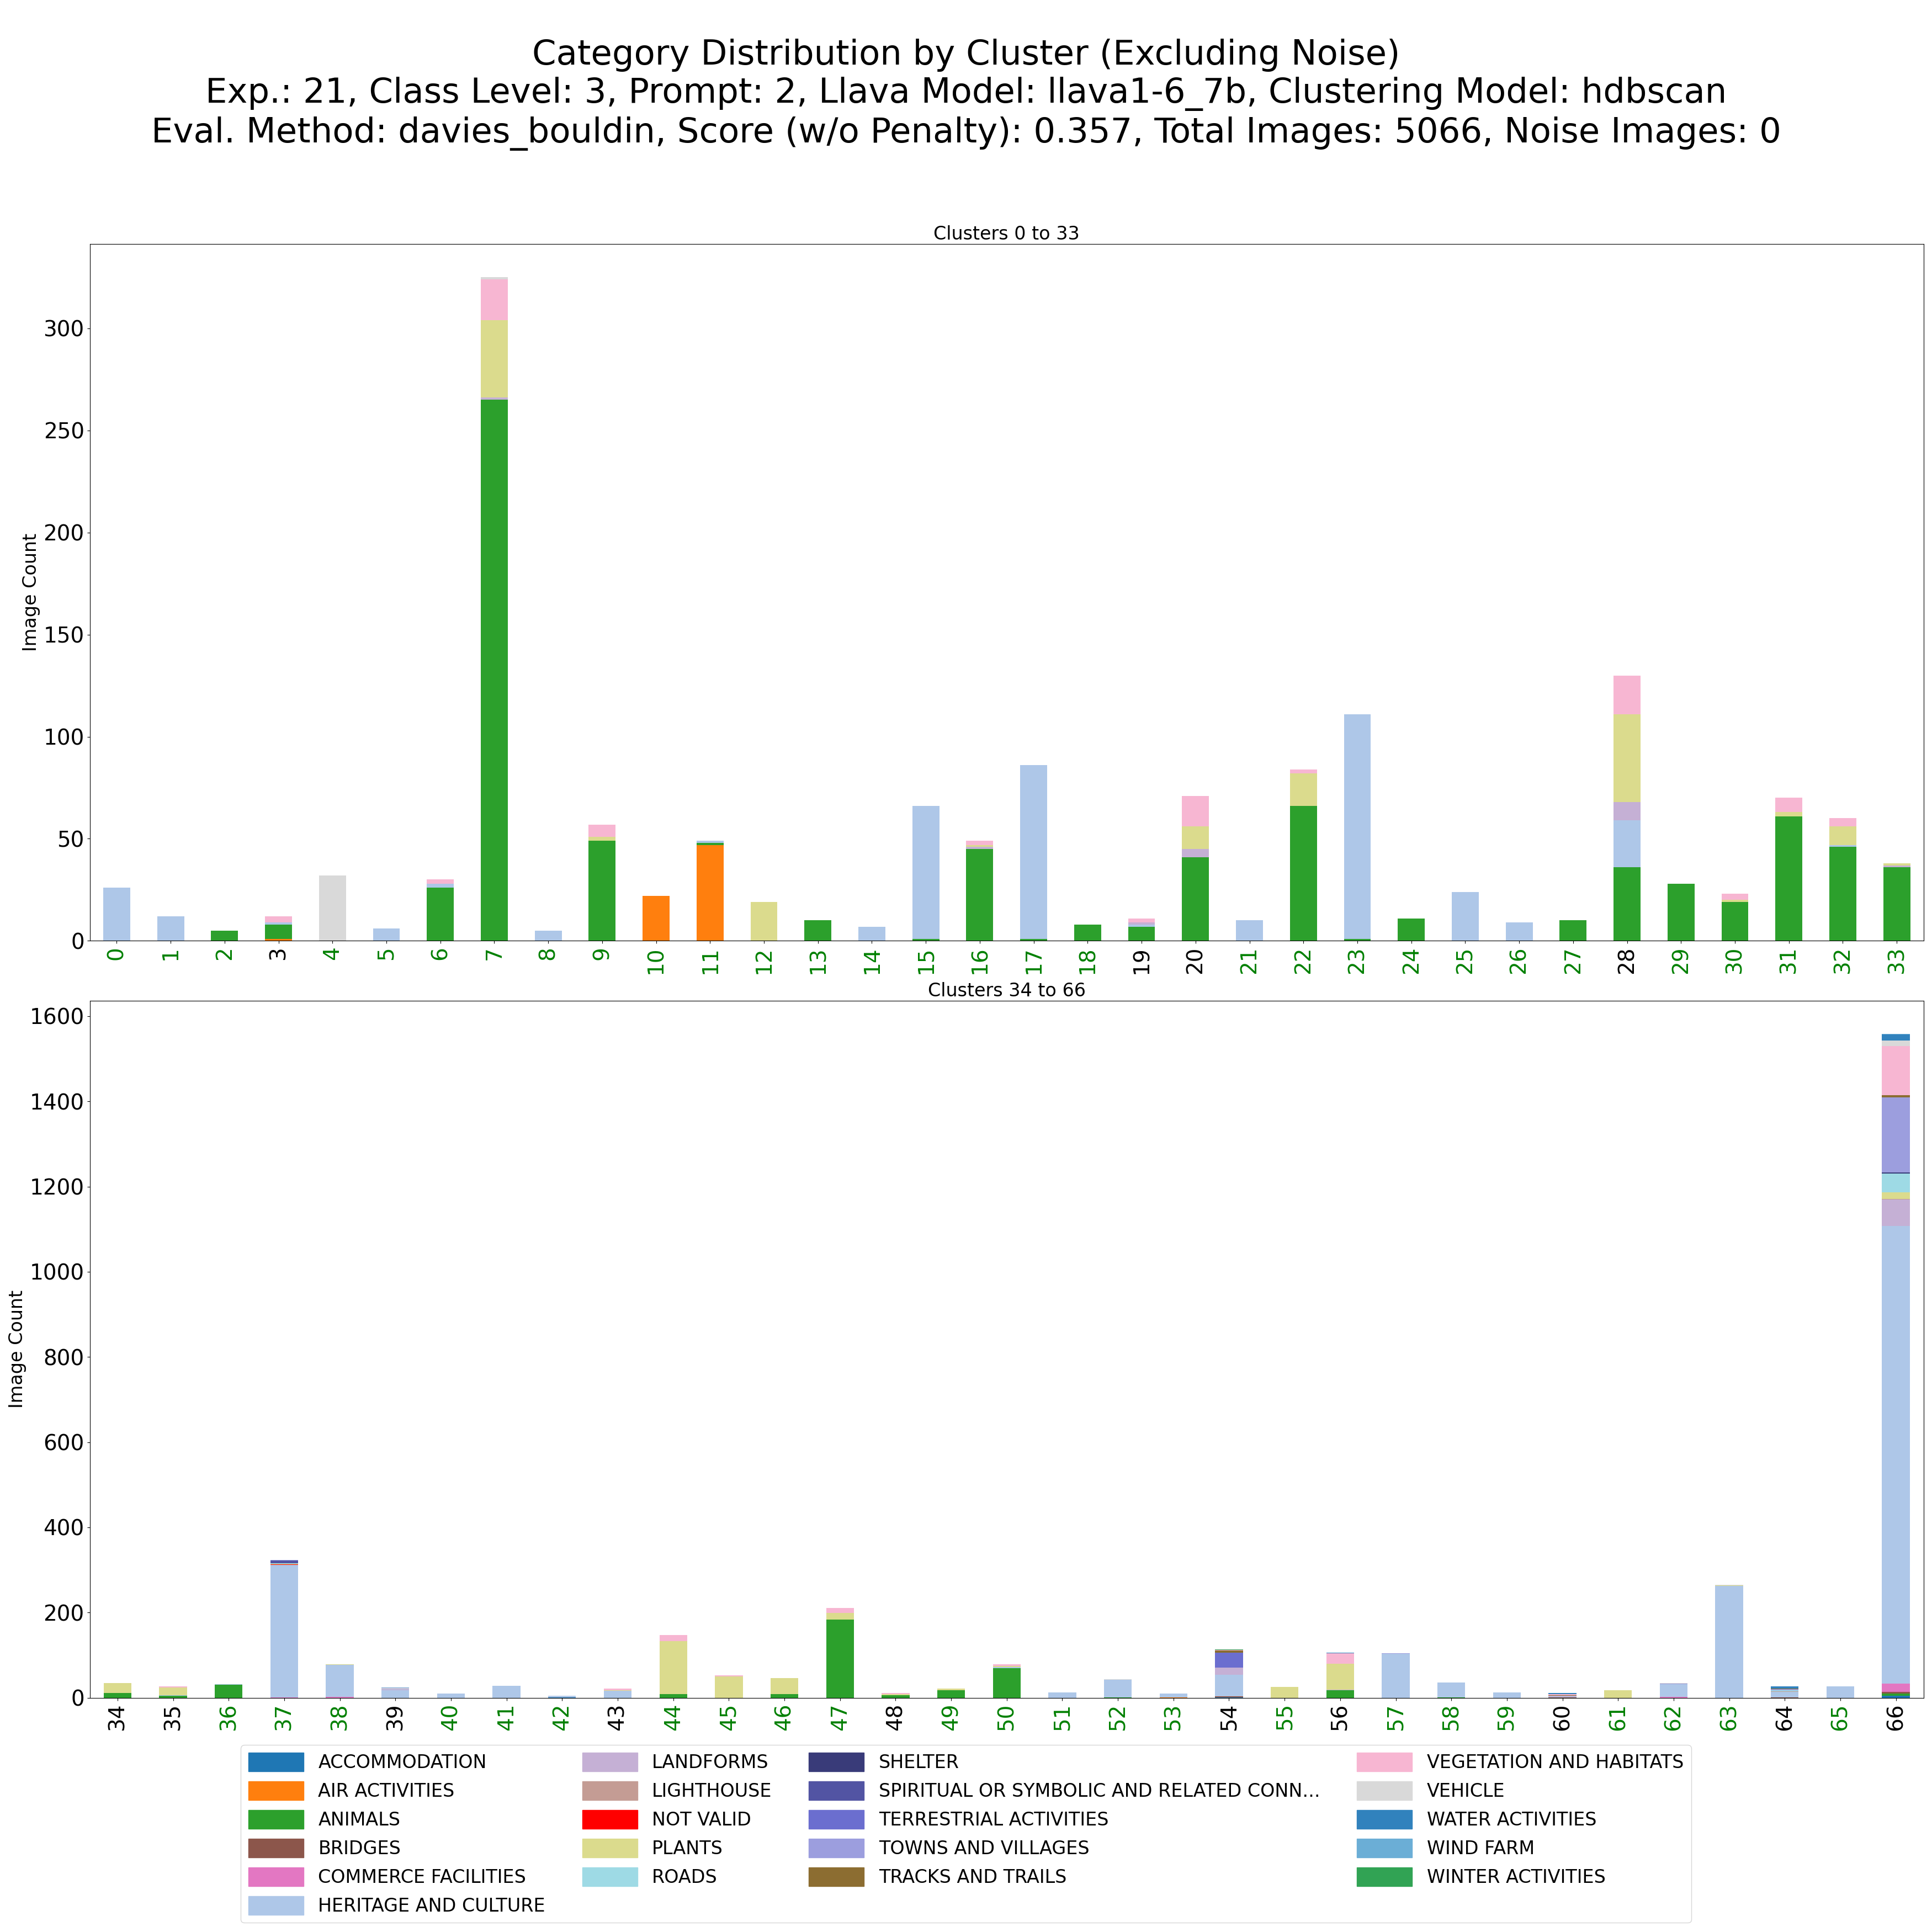 Category Distribution by Cluster (Excluding Noise)
Exp.: 21, Class Level: 3, Prompt: 2, Llava Model: llava1-6_7b, Clustering Model: hdbscan
Eval. Method: davies_bouldin, Score (w/o Penalty): 0.357, Total Images: 5066, Noise Images: 0
Clusters 0 to 33
300
250
200
150
100
50
0
Image Count
0 1 2 3 4 5 6 7 8 9 10 11 12 13 14 15 16 17 18 19 20 21 22 23 24 25 26 27 28 29 30 31 32 33
Clusters 34 to 66
1600
1400
1200
1000
800
600
400
200
0
Image Count
34 35 36 37 38 39 40 41 42 43 44 45 46 47 48 49 50 51 52 53 54 55 56 57 58 59 60 61 62 63 64 65 66
ACCOMMODATION
AIR ACTIVITIES
ANIMALS
BRIDGES
COMMERCE FACILITIES
HERITAGE AND CULTURE
LANDFORMS
LIGHTHOUSE
NOT VALID
PLANTS
ROADS
SHELTER
SPIRITUAL OR SYMBOLIC AND RELATED CONN...
TERRESTRIAL ACTIVITIES
TOWNS AND VILLAGES
TRACKS AND TRAILS
VEGETATION AND HABITATS
VEHICLE
WATER ACTIVITIES
WIND FARM
WINTER ACTIVITIES